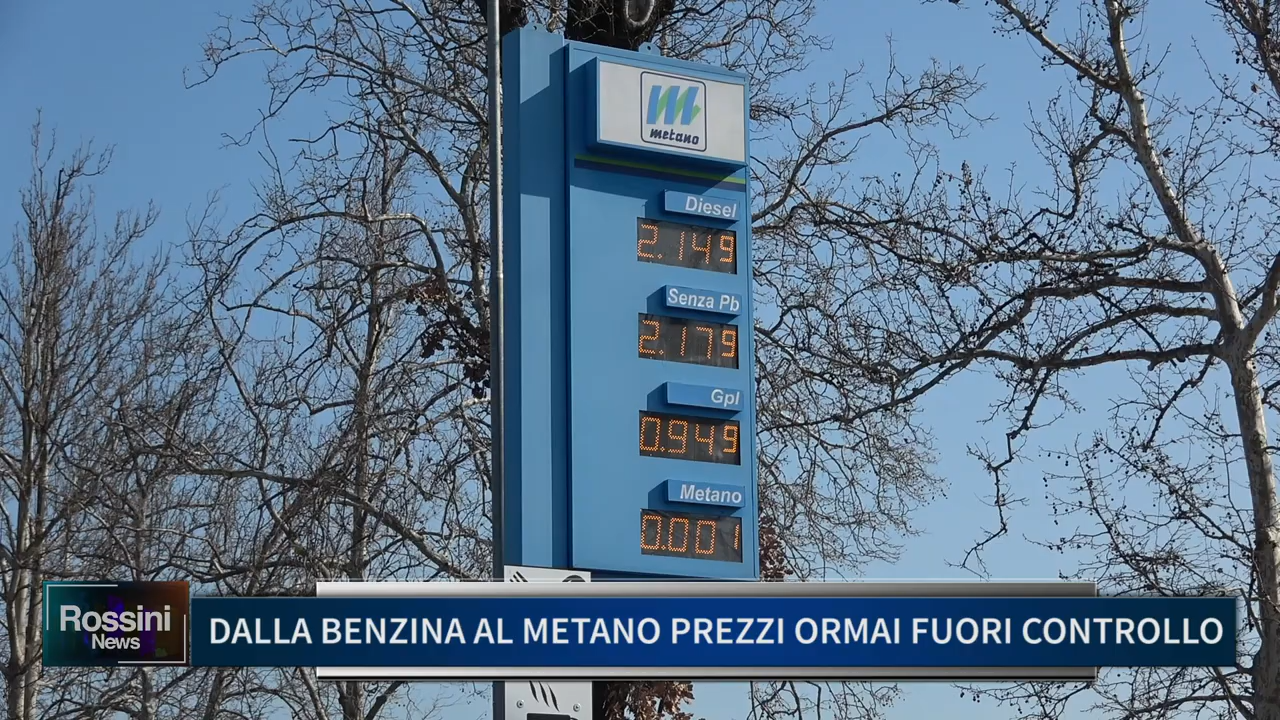 metano
Diesel
2.149
Senza Pb
2.179
Gpl
0.949
Metano
0.001
Rossini
News
DALLA BENZINA AL METANO PREZZI ORMAI FUORI CONTROLLO